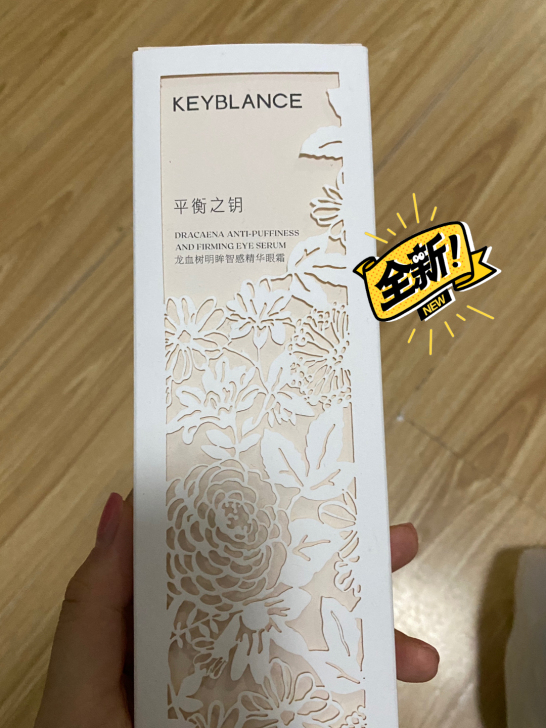 KEYBLANCE
平衡之钥
DRACAENA ANTI-PUFFINESS
AND FIRMING EYE SERUM
龙血树明眸智感精华眼霜
全新!
NEW